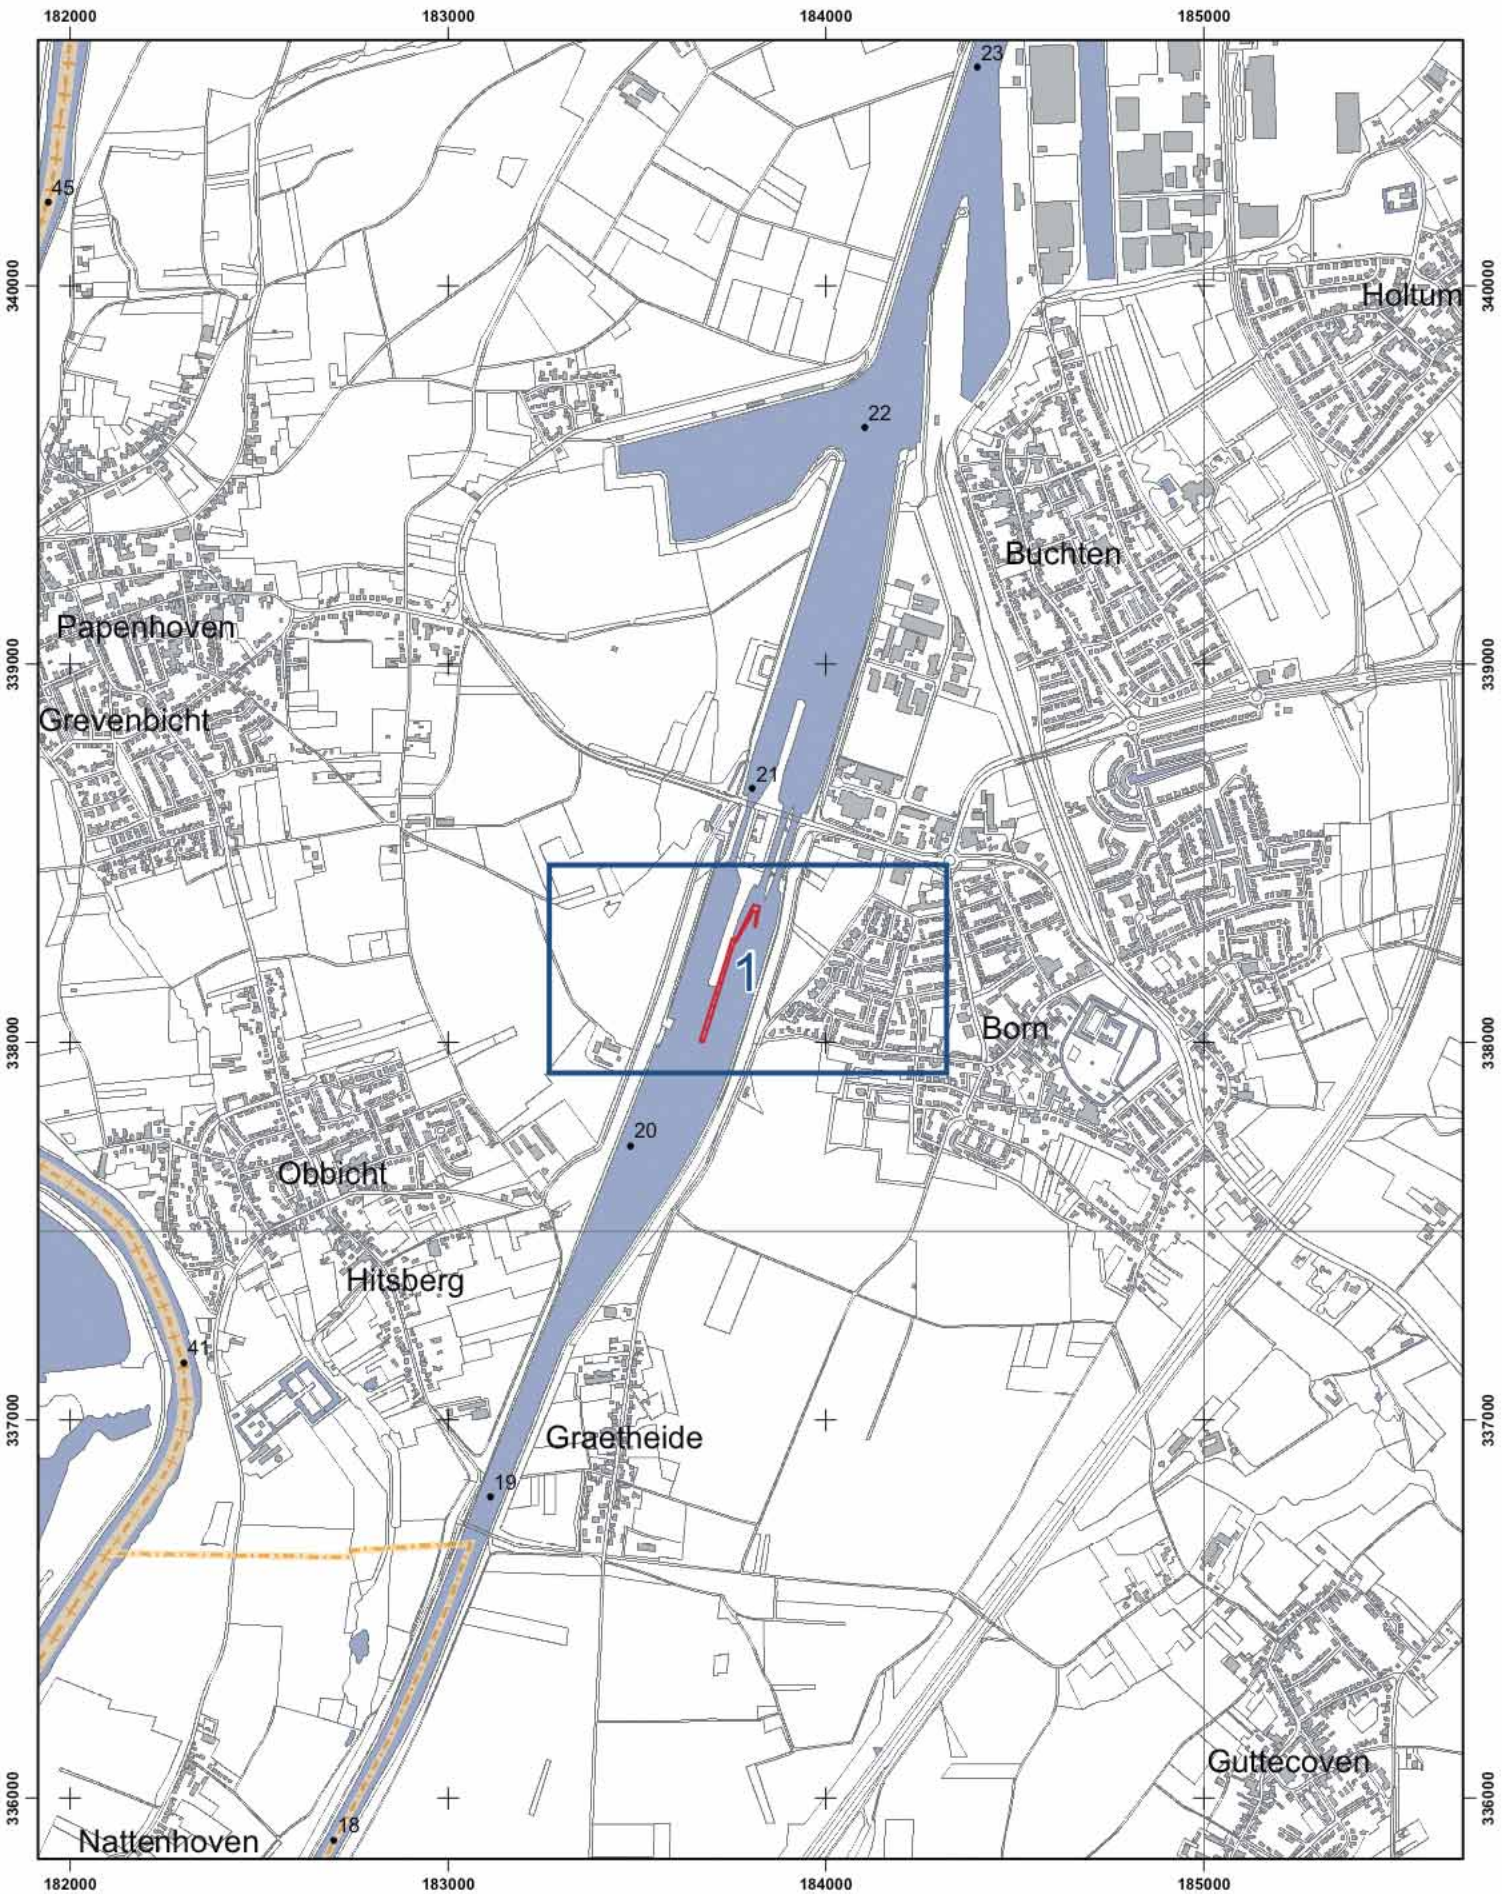 182000 183000 184000 185000
23
45
340000 340000
Holtum
22
Buchten
Papenhoven
339000 339000
Grevenbicht
21
1
Born
338000 338000
20
Obbicht
Hitsberg
41
337000 337000
Graetheide
19
Guttecoven
336000 336000
18
Nattenhoven
182000 183000 184000 185000